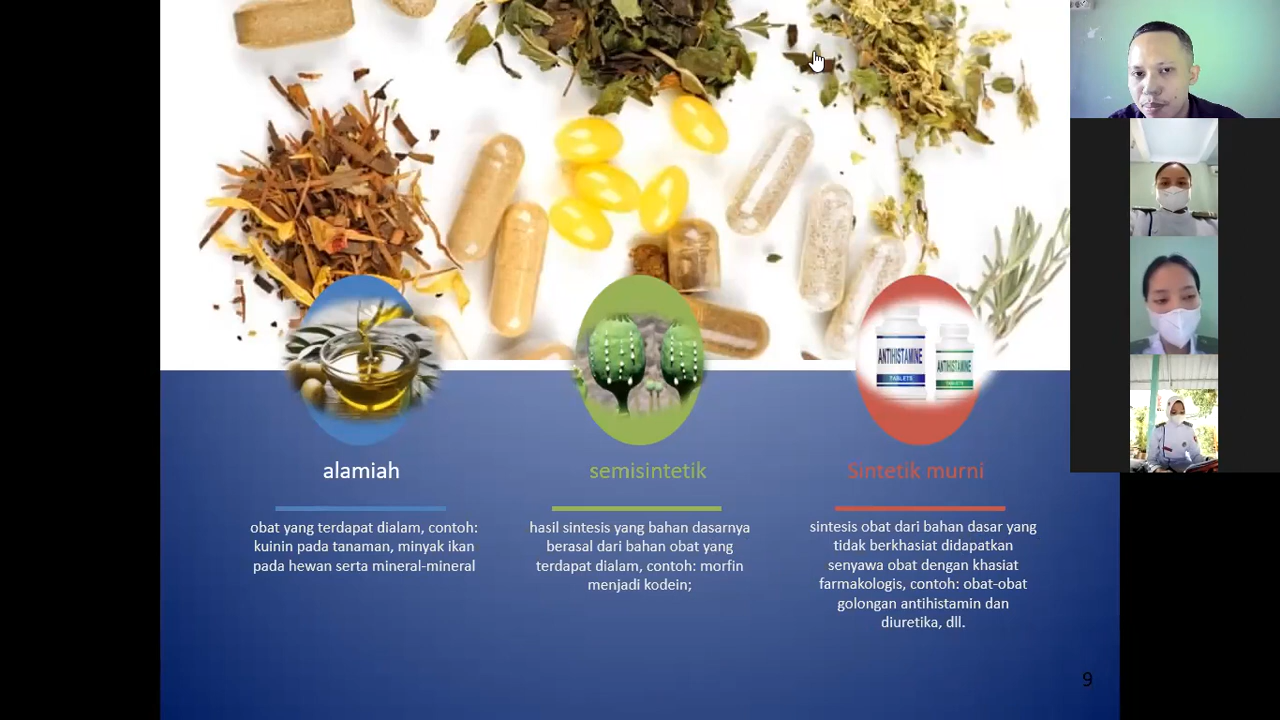 ANTIHISTAMINE
TABLETS
ANTIHISTAMINE
TABLETS
alamiah
semisintetik
Sintetik murni
obat yang terdapat dialam, contoh:
kuinin pada tanaman, minyak ikan
pada hewan serta mineral-mineral
hasil sintesis yang bahan dasarnya
berasal dari bahan obat yang
terdapat dialam, contoh: morfin
menjadi kodein;
sintesis obat dari bahan dasar yang
tidak berkhasiat didapatkan
senyawa obat dengan khasiat
farmakologis, contoh: obat-obat
golongan antihistamin dan
diuretika, dll.
9